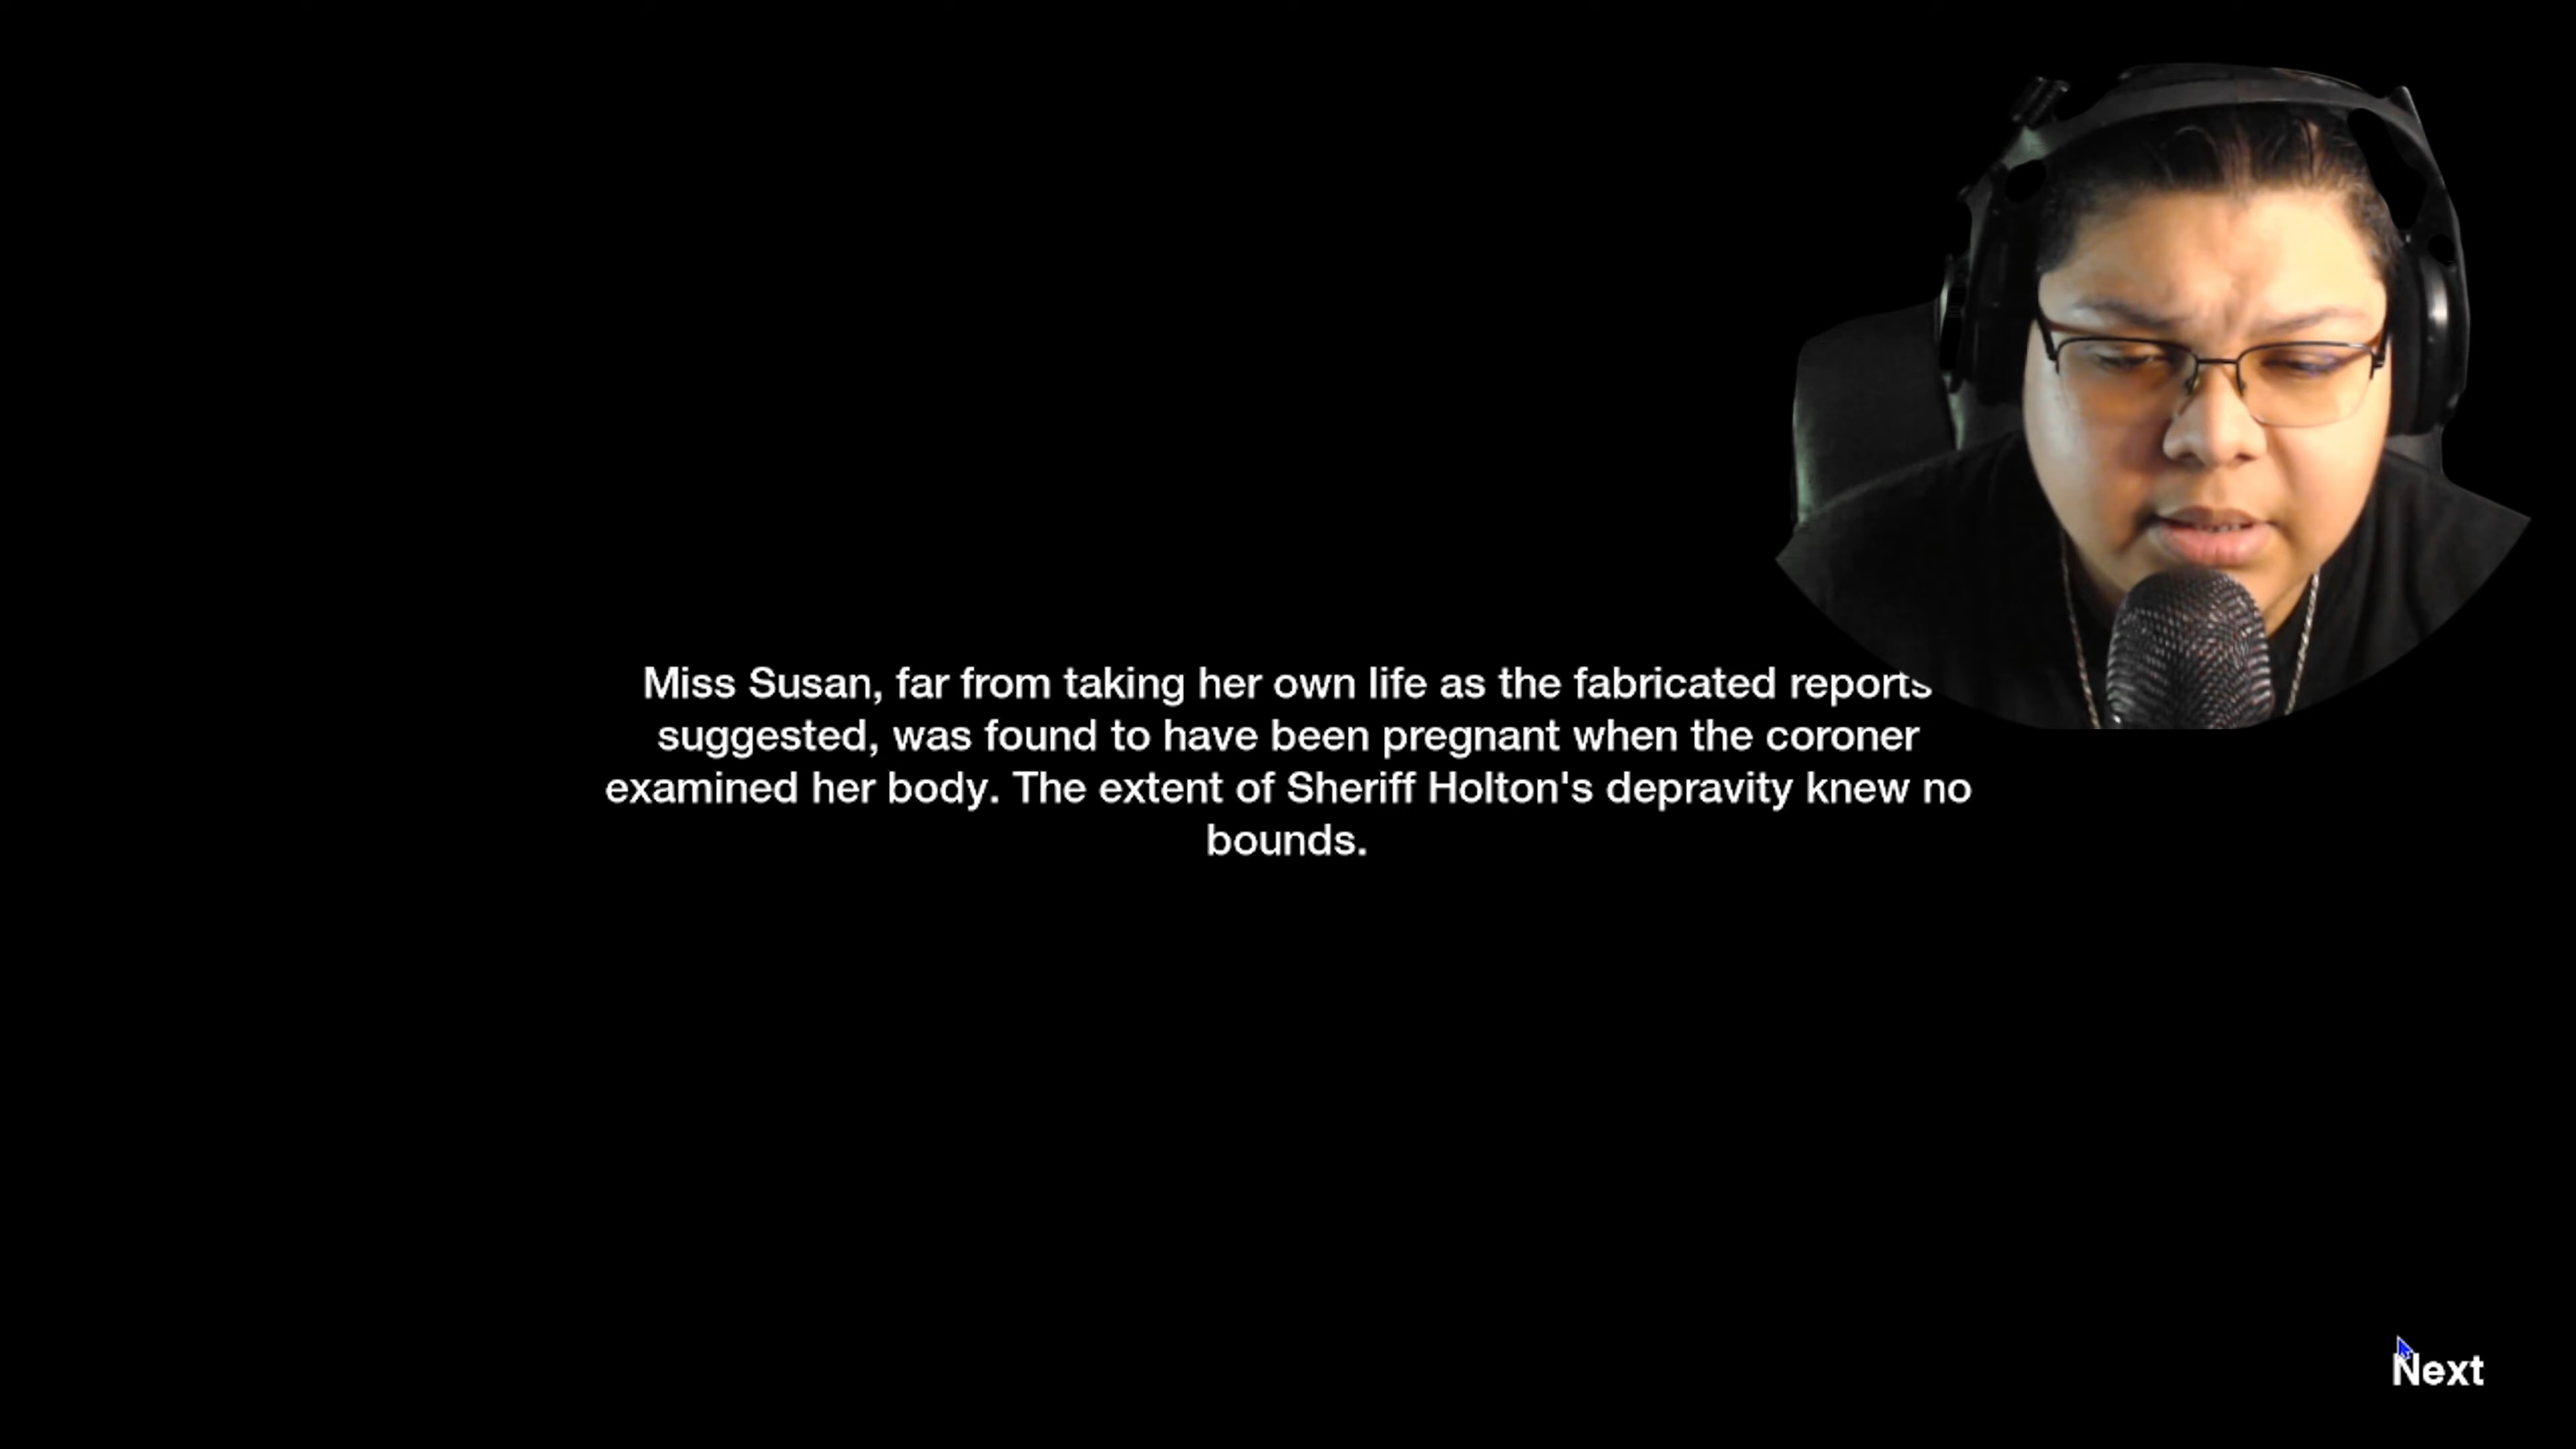 Miss Susan, far from taking her own life as the fabricated reports
suggested, was found to have been pregnant when the coroner
examined her body. The extent of Sheriff Holton's depravity knew no
bounds.
Next